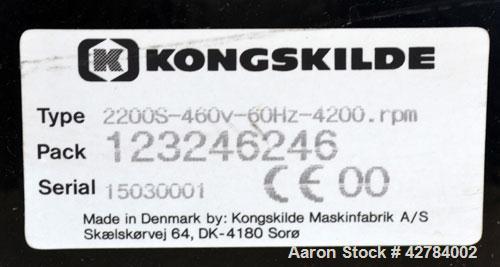 KONGSKILDE
Type 2200S-460v-60Hz-4200.rpm
Pack 123246246
Serial 15030001 CE 00
Made in Denmark by: Kongskilde Maskinfabrik A/S
Skælskørvej 64, DK-4180 Sorø
Aaron Stock # 42784002